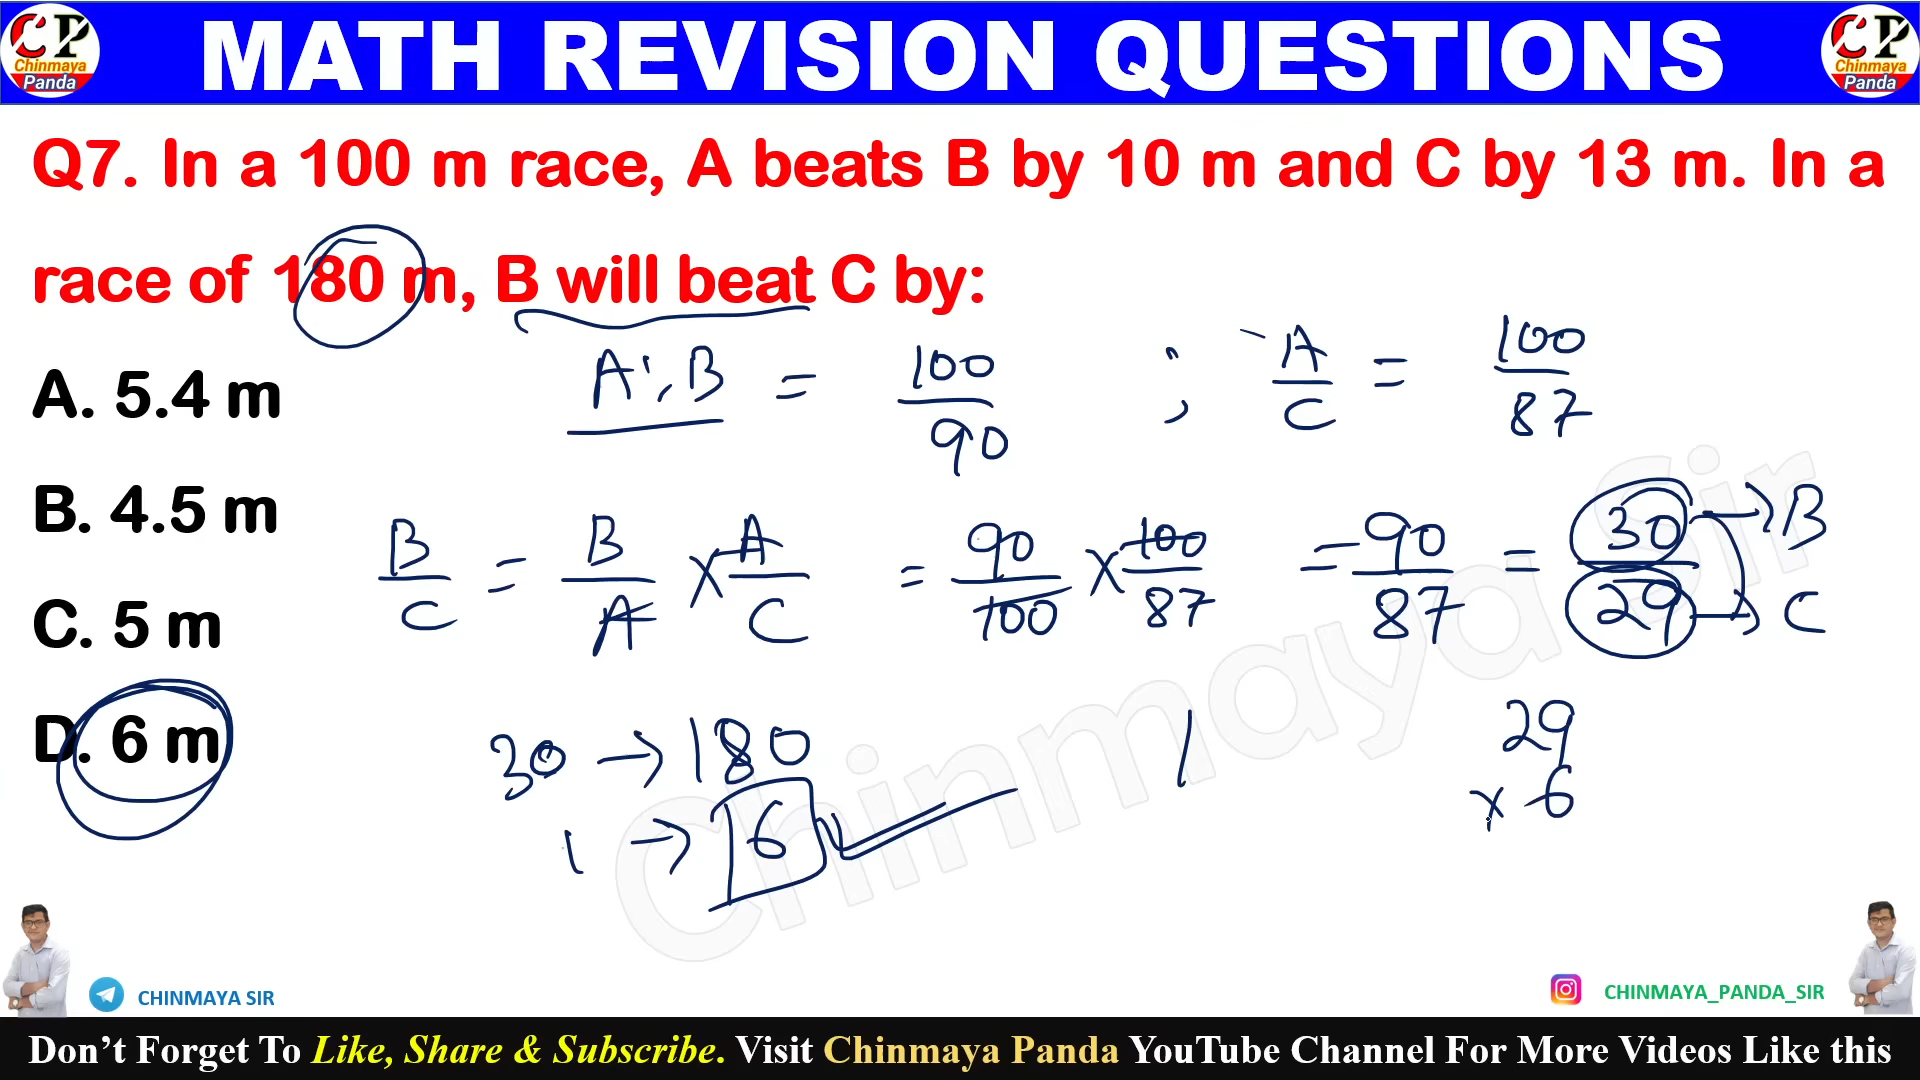 CP Chinmaya Panda MATH REVISION QUESTIONS CP Chinmaya Panda
Q7. In a 100 m race, A beats B by 10 m and C by 13 m. In a
race of 180 m, B will beat C by:
A. 5.4 m
B. 4.5 m
C. 5 m
D. 6 m
A : B = 100/90 ; A/C = 100/87
B/C = B/A × A/C = 90/100 × 100/87 = 90/87 = 30/29 → B → C
30 → 180
1 → 6
29
× 6
Chinmaya Sir
CHINMAYA SIR
CHINMAYA_PANDA_SIR
Don’t Forget To Like, Share & Subscribe. Visit Chinmaya Panda YouTube Channel For More Videos Like this